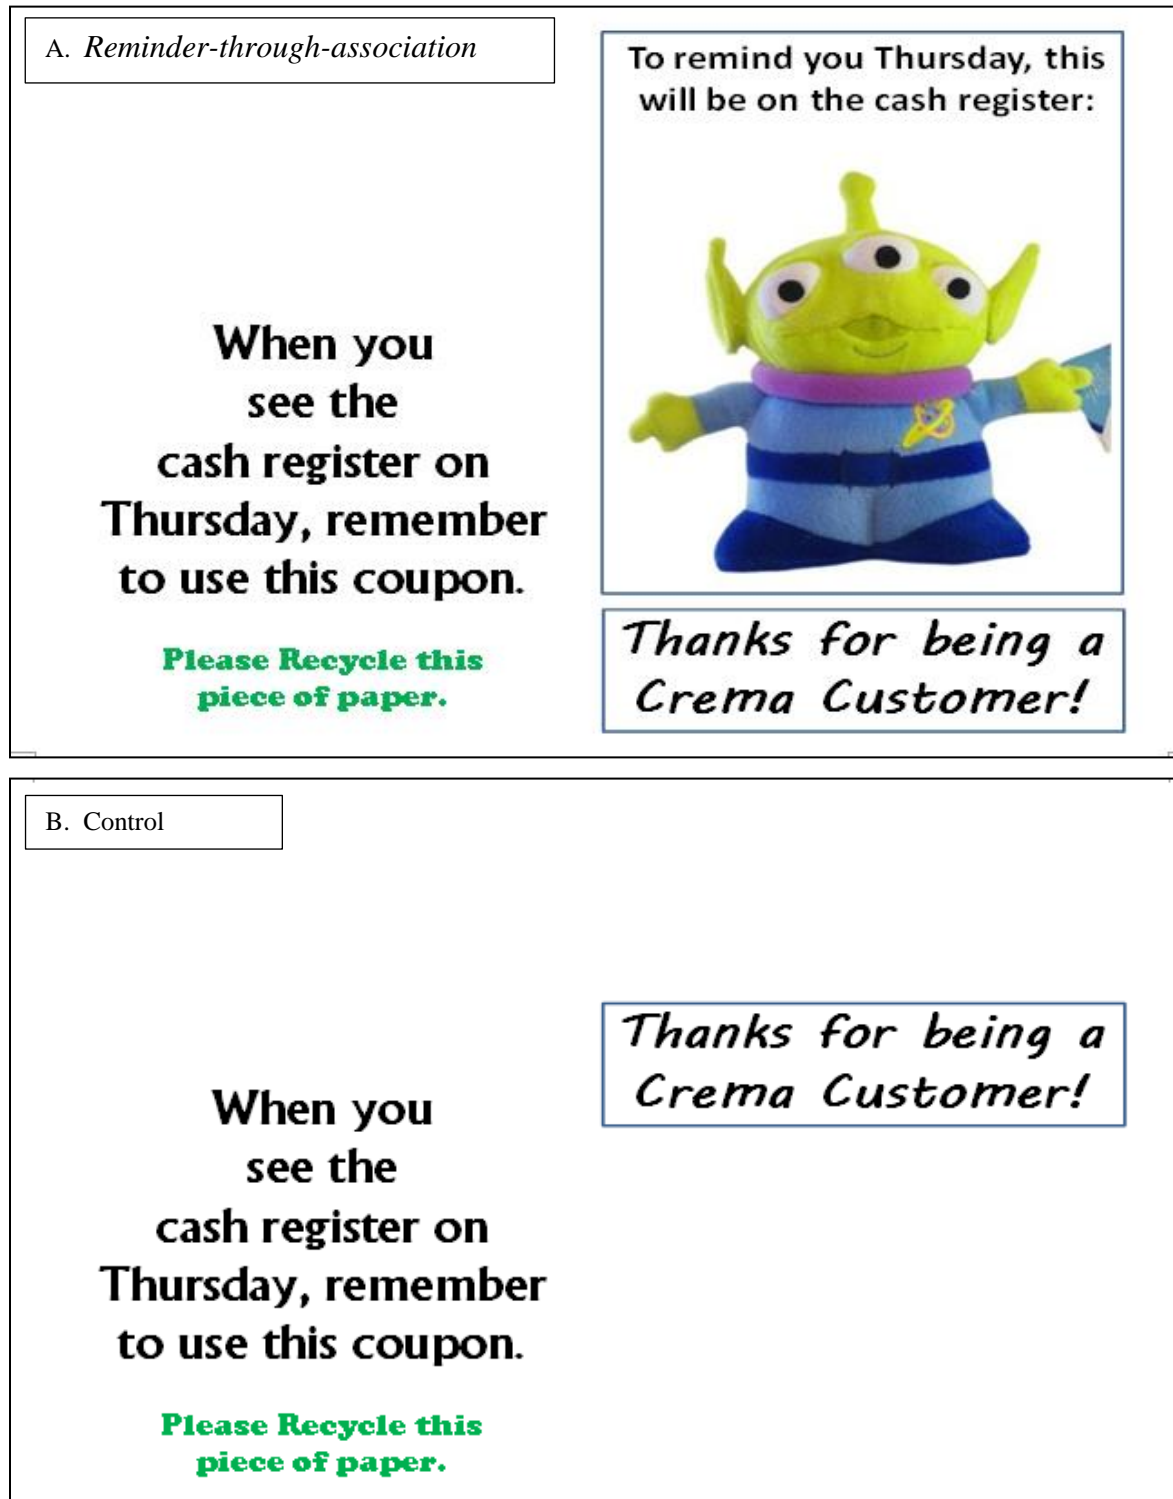 A. Reminder-through-association
To remind you Thursday, this
will be on the cash register:
When you
see the
cash register on
Thursday, remember
to use this coupon.
Please Recycle this
piece of paper.
Thanks for being a
Crema Customer!
B. Control
Thanks for being a
Crema Customer!
When you
see the
cash register on
Thursday, remember
to use this coupon.
Please Recycle this
piece of paper.